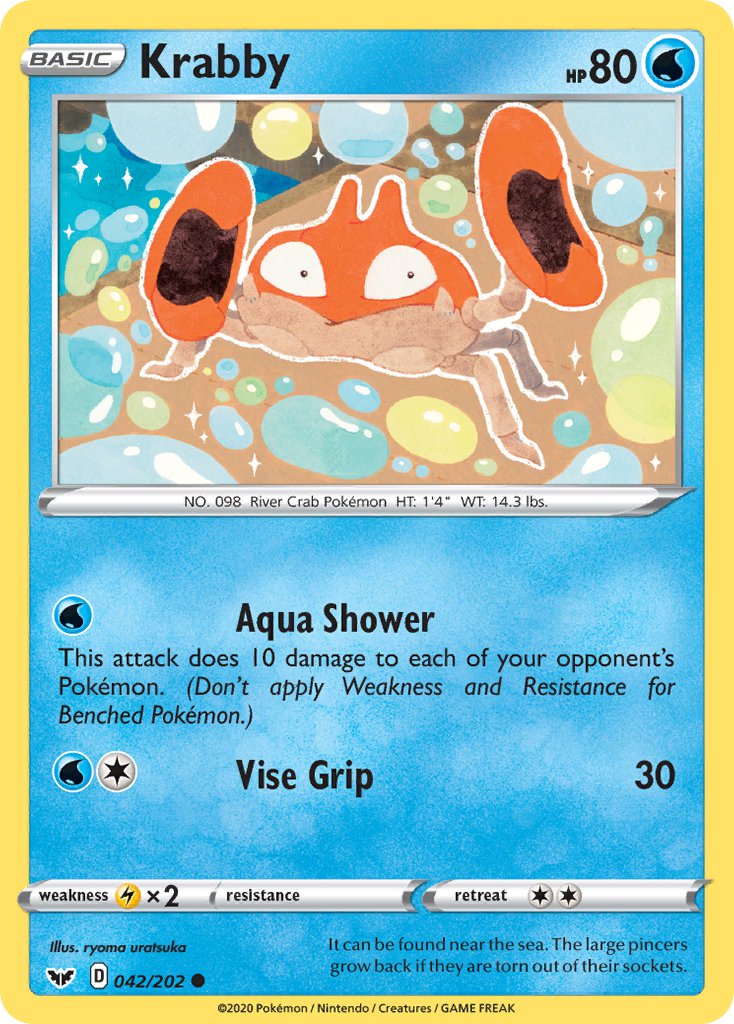 BASIC Krabby HP 80
NO. 098 River Crab Pokémon HT: 1'4" WT: 14.3 lbs.
Aqua Shower
This attack does 10 damage to each of your opponent's
Pokémon. (Don't apply Weakness and Resistance for
Benched Pokémon.)
Vise Grip 30
weakness ×2 resistance retreat
Illus. ryoma uratsuka
It can be found near the sea. The large pincers
grow back if they are torn out of their sockets.
D 042/202
©2020 Pokémon / Nintendo / Creatures / GAME FREAK